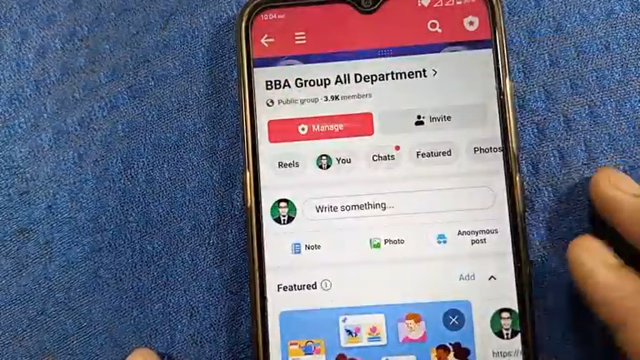 10:04 AM
BBA Group All Department >
Public group · 3.9K members
Manage
Invite
Reels
You
Chats
Featured
Photos
Write something...
Note
Photo
Anonymous post
Featured
Add
https://